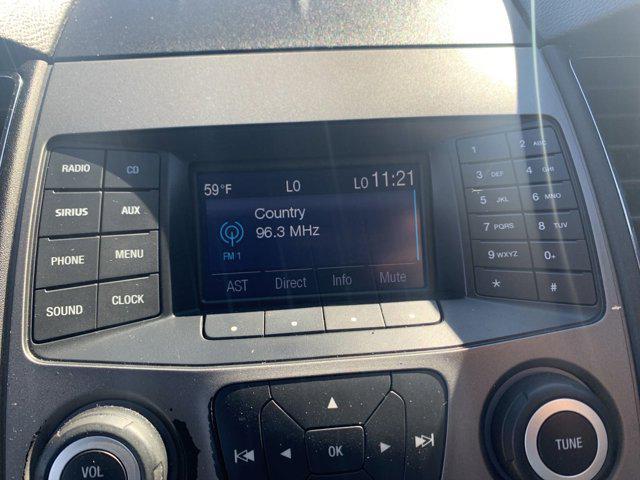 RADIO CD
SIRIUS AUX
PHONE MENU
SOUND CLOCK
59°F LO LO 11:21
Country
96.3 MHz
FM 1
AST Direct Info Mute
1 2 ABC
3 DEF 4 GHI
5 JKL 6 MNO
7 PQRS 8 TUV
9 WXYZ 0+
* #
OK
VOL
TUNE